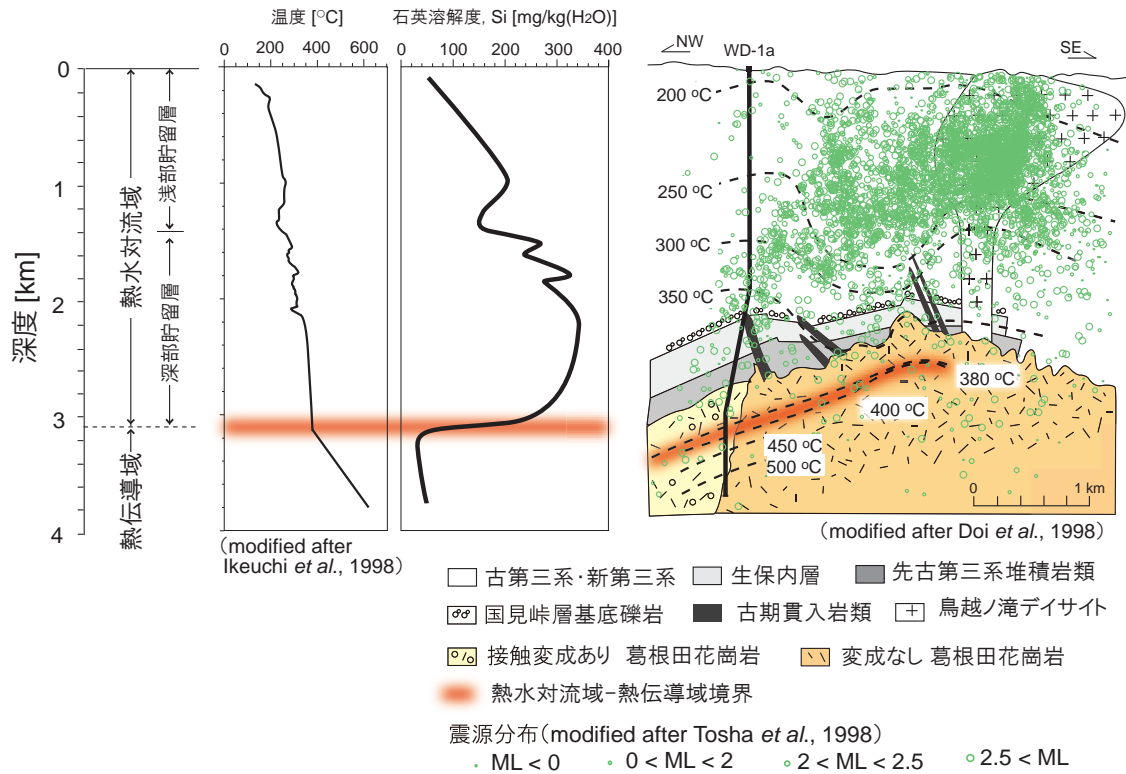 温度 [°C]
0 200 400 600
石英溶解度, Si [mg/kg(H2O)]
0 100 200 300 400
深度 [km]
0
1
2
3
4
熱水対流域
熱伝導域
浅部貯留層
深部貯留層
(modified after
Ikeuchi et al., 1998)
NW
WD-1a
SE
200 °C
250 °C
300 °C
350 °C
380 °C
400 °C
450 °C
500 °C
0 1 km
(modified after Doi et al., 1998)
古第三系・新第三系
生保内層
先古第三系堆積岩類
国見峠層基底礫岩
古期貫入岩類
鳥越ノ滝デイサイト
接触変成あり 葛根田花崗岩
変成なし 葛根田花崗岩
熱水対流域−熱伝導域境界
震源分布(modified after Tosha et al., 1998)
ML < 0
0 < ML < 2
2 < ML < 2.5
2.5 < ML